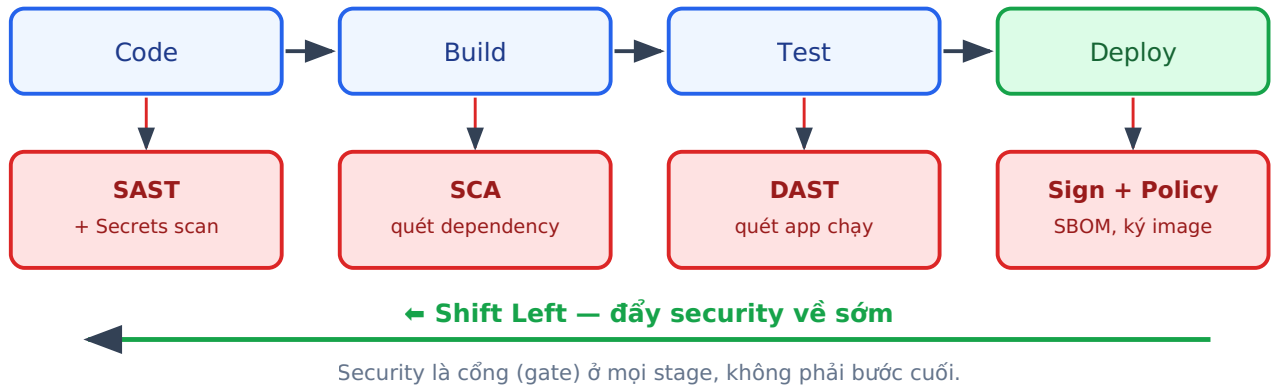 Code
Build
Test
Deploy
SAST
+ Secrets scan
SCA
quét dependency
DAST
quét app chạy
Sign + Policy
SBOM, ký image
⬅ Shift Left — đẩy security về sớm
Security là cổng (gate) ở mọi stage, không phải bước cuối.